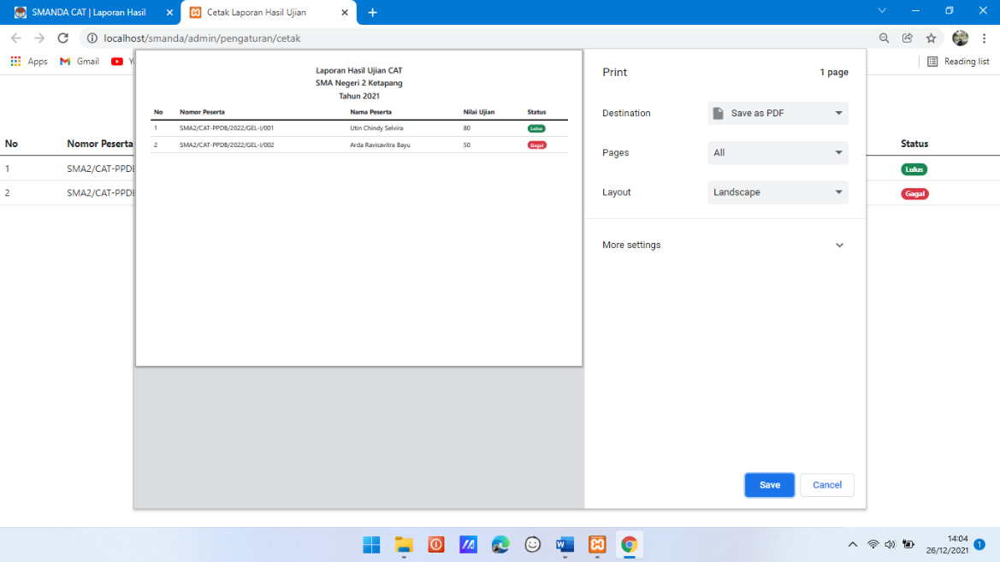 SMANDA CAT | Laporan Hasil
Cetak Laporan Hasil Ujian
localhost/smanda/admin/pengaturan/cetak
Apps Gmail Reading list
Laporan Hasil Ujian CAT
SMA Negeri 2 Ketapang
Tahun 2021
No Nomor Peserta Nama Peserta Nilai Ujian Status
1 SMA2/CAT-PPDB/2022/GEL-I/001 Utin Chindy Selvira 80 Lulus
2 SMA2/CAT-PPDB/2022/GEL-I/002 Arda Ravisavitra Bayu 50 Gagal
Print 1 page
Destination Save as PDF
Pages All
Layout Landscape
More settings
Save Cancel
No Nomor Peserta Status
1 SMA2/CAT-PPDB Lulus
2 SMA2/CAT-PPDB Gagal
14:04
26/12/2021 1